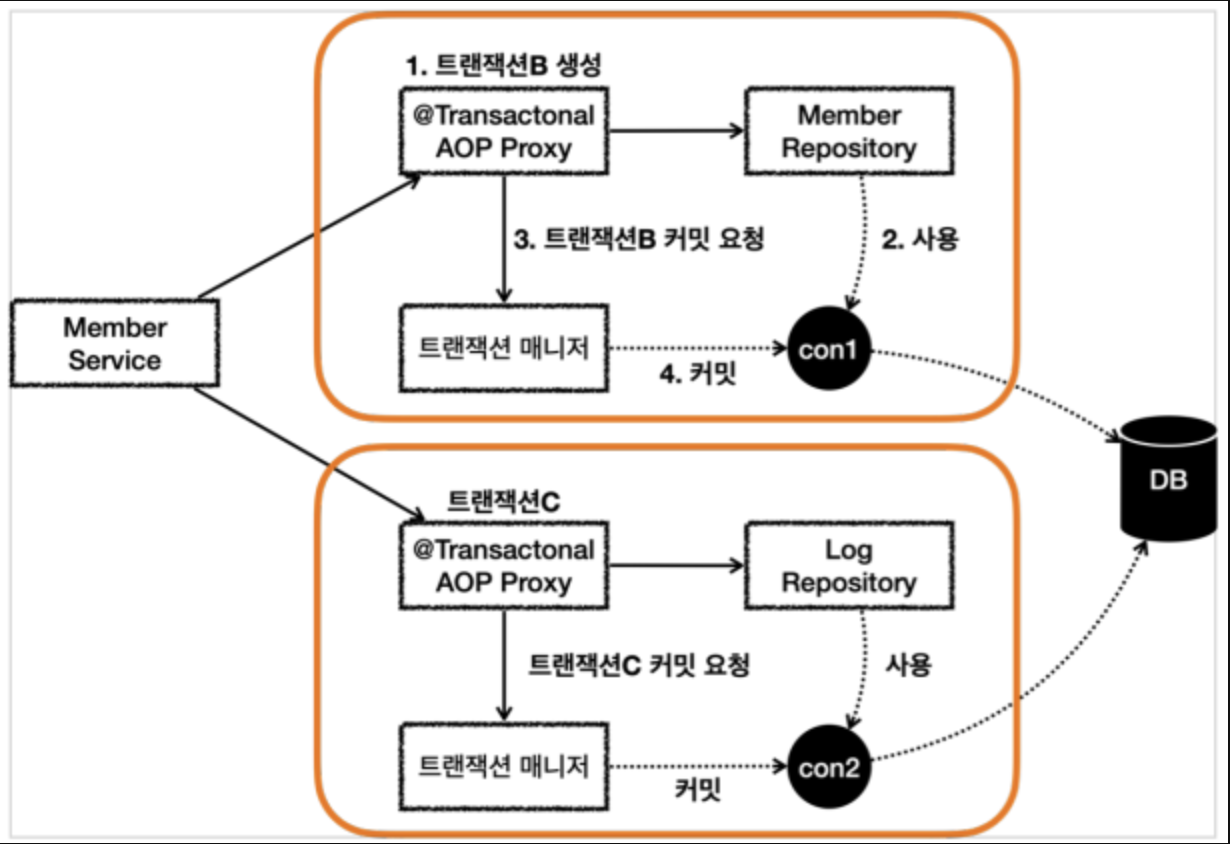 1. 트랜잭션B 생성
@Transactonal
AOP Proxy
Member
Repository
3. 트랜잭션B 커밋 요청
2. 사용
Member
Service
트랜잭션 매니저
4. 커밋
con1
DB
트랜잭션C
@Transactonal
AOP Proxy
Log
Repository
트랜잭션C 커밋 요청
사용
트랜잭션 매니저
커밋
con2